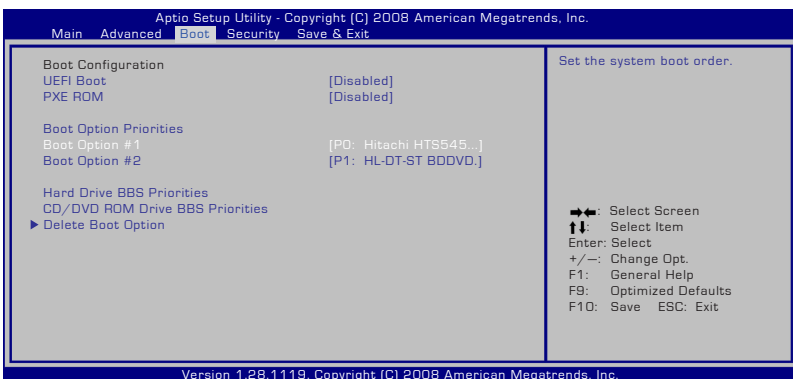 Aptio Setup Utility - Copyright (C) 2008 American Megatrends, Inc.
Main Advanced Boot Security Save & Exit
Boot Configuration
UEFI Boot [Disabled]
PXE ROM [Disabled]
Boot Option Priorities
Boot Option #1 [P0: Hitachi HTS545...]
Boot Option #2 [P1: HL-DT-ST BDDVD.]
Hard Drive BBS Priorities
CD/DVD ROM Drive BBS Priorities
Delete Boot Option
Set the system boot order.
: Select Screen
: Select Item
Enter: Select
+/—: Change Opt.
F1: General Help
F9: Optimized Defaults
F10: Save ESC: Exit
Version 1.28.1119. Copyright (C) 2008 American Megatrends, Inc.